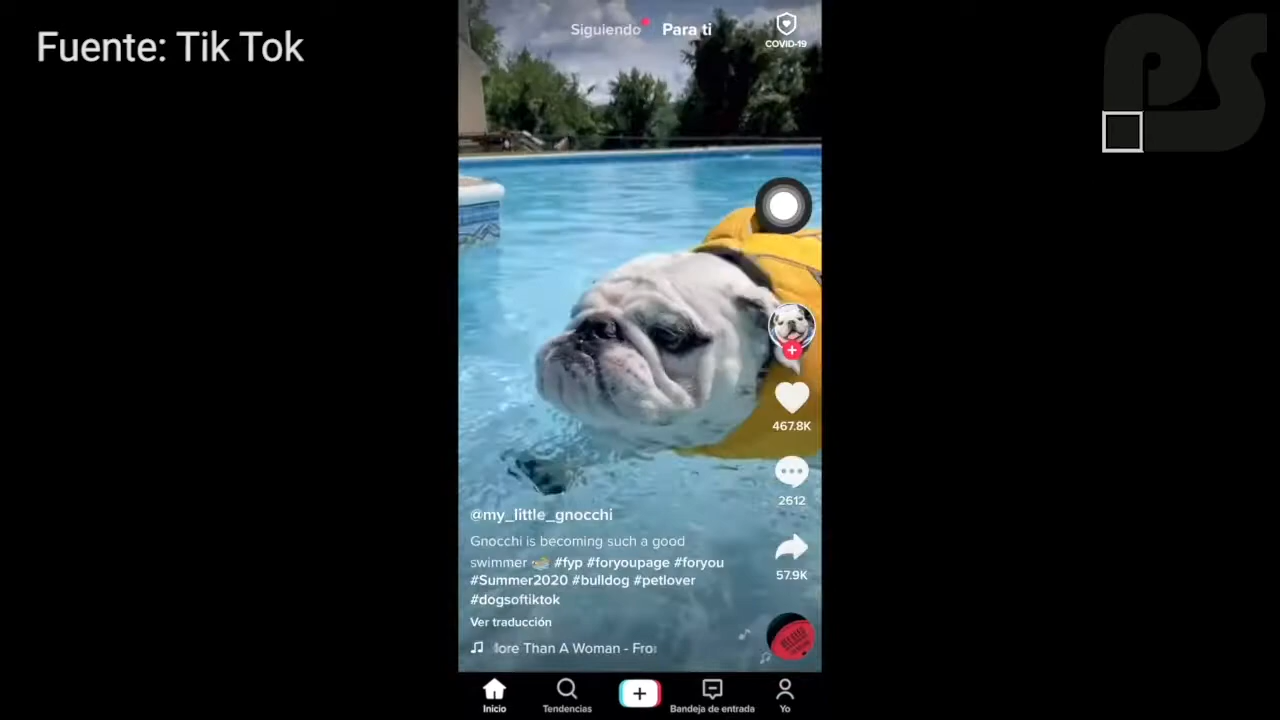 Fuente: Tik Tok
PS
Siguiendo Para ti
COVID-19
467.8K
2612
57.9K
@my_little_gnocchi
Gnocchi is becoming such a good
swimmer 🏊 #fyp #foryoupage #foryou
#Summer2020 #bulldog #petlover
#dogsoftiktok
Ver traducción
ore Than A Woman - Fro
Inicio Tendencias Bandeja de entrada Yo